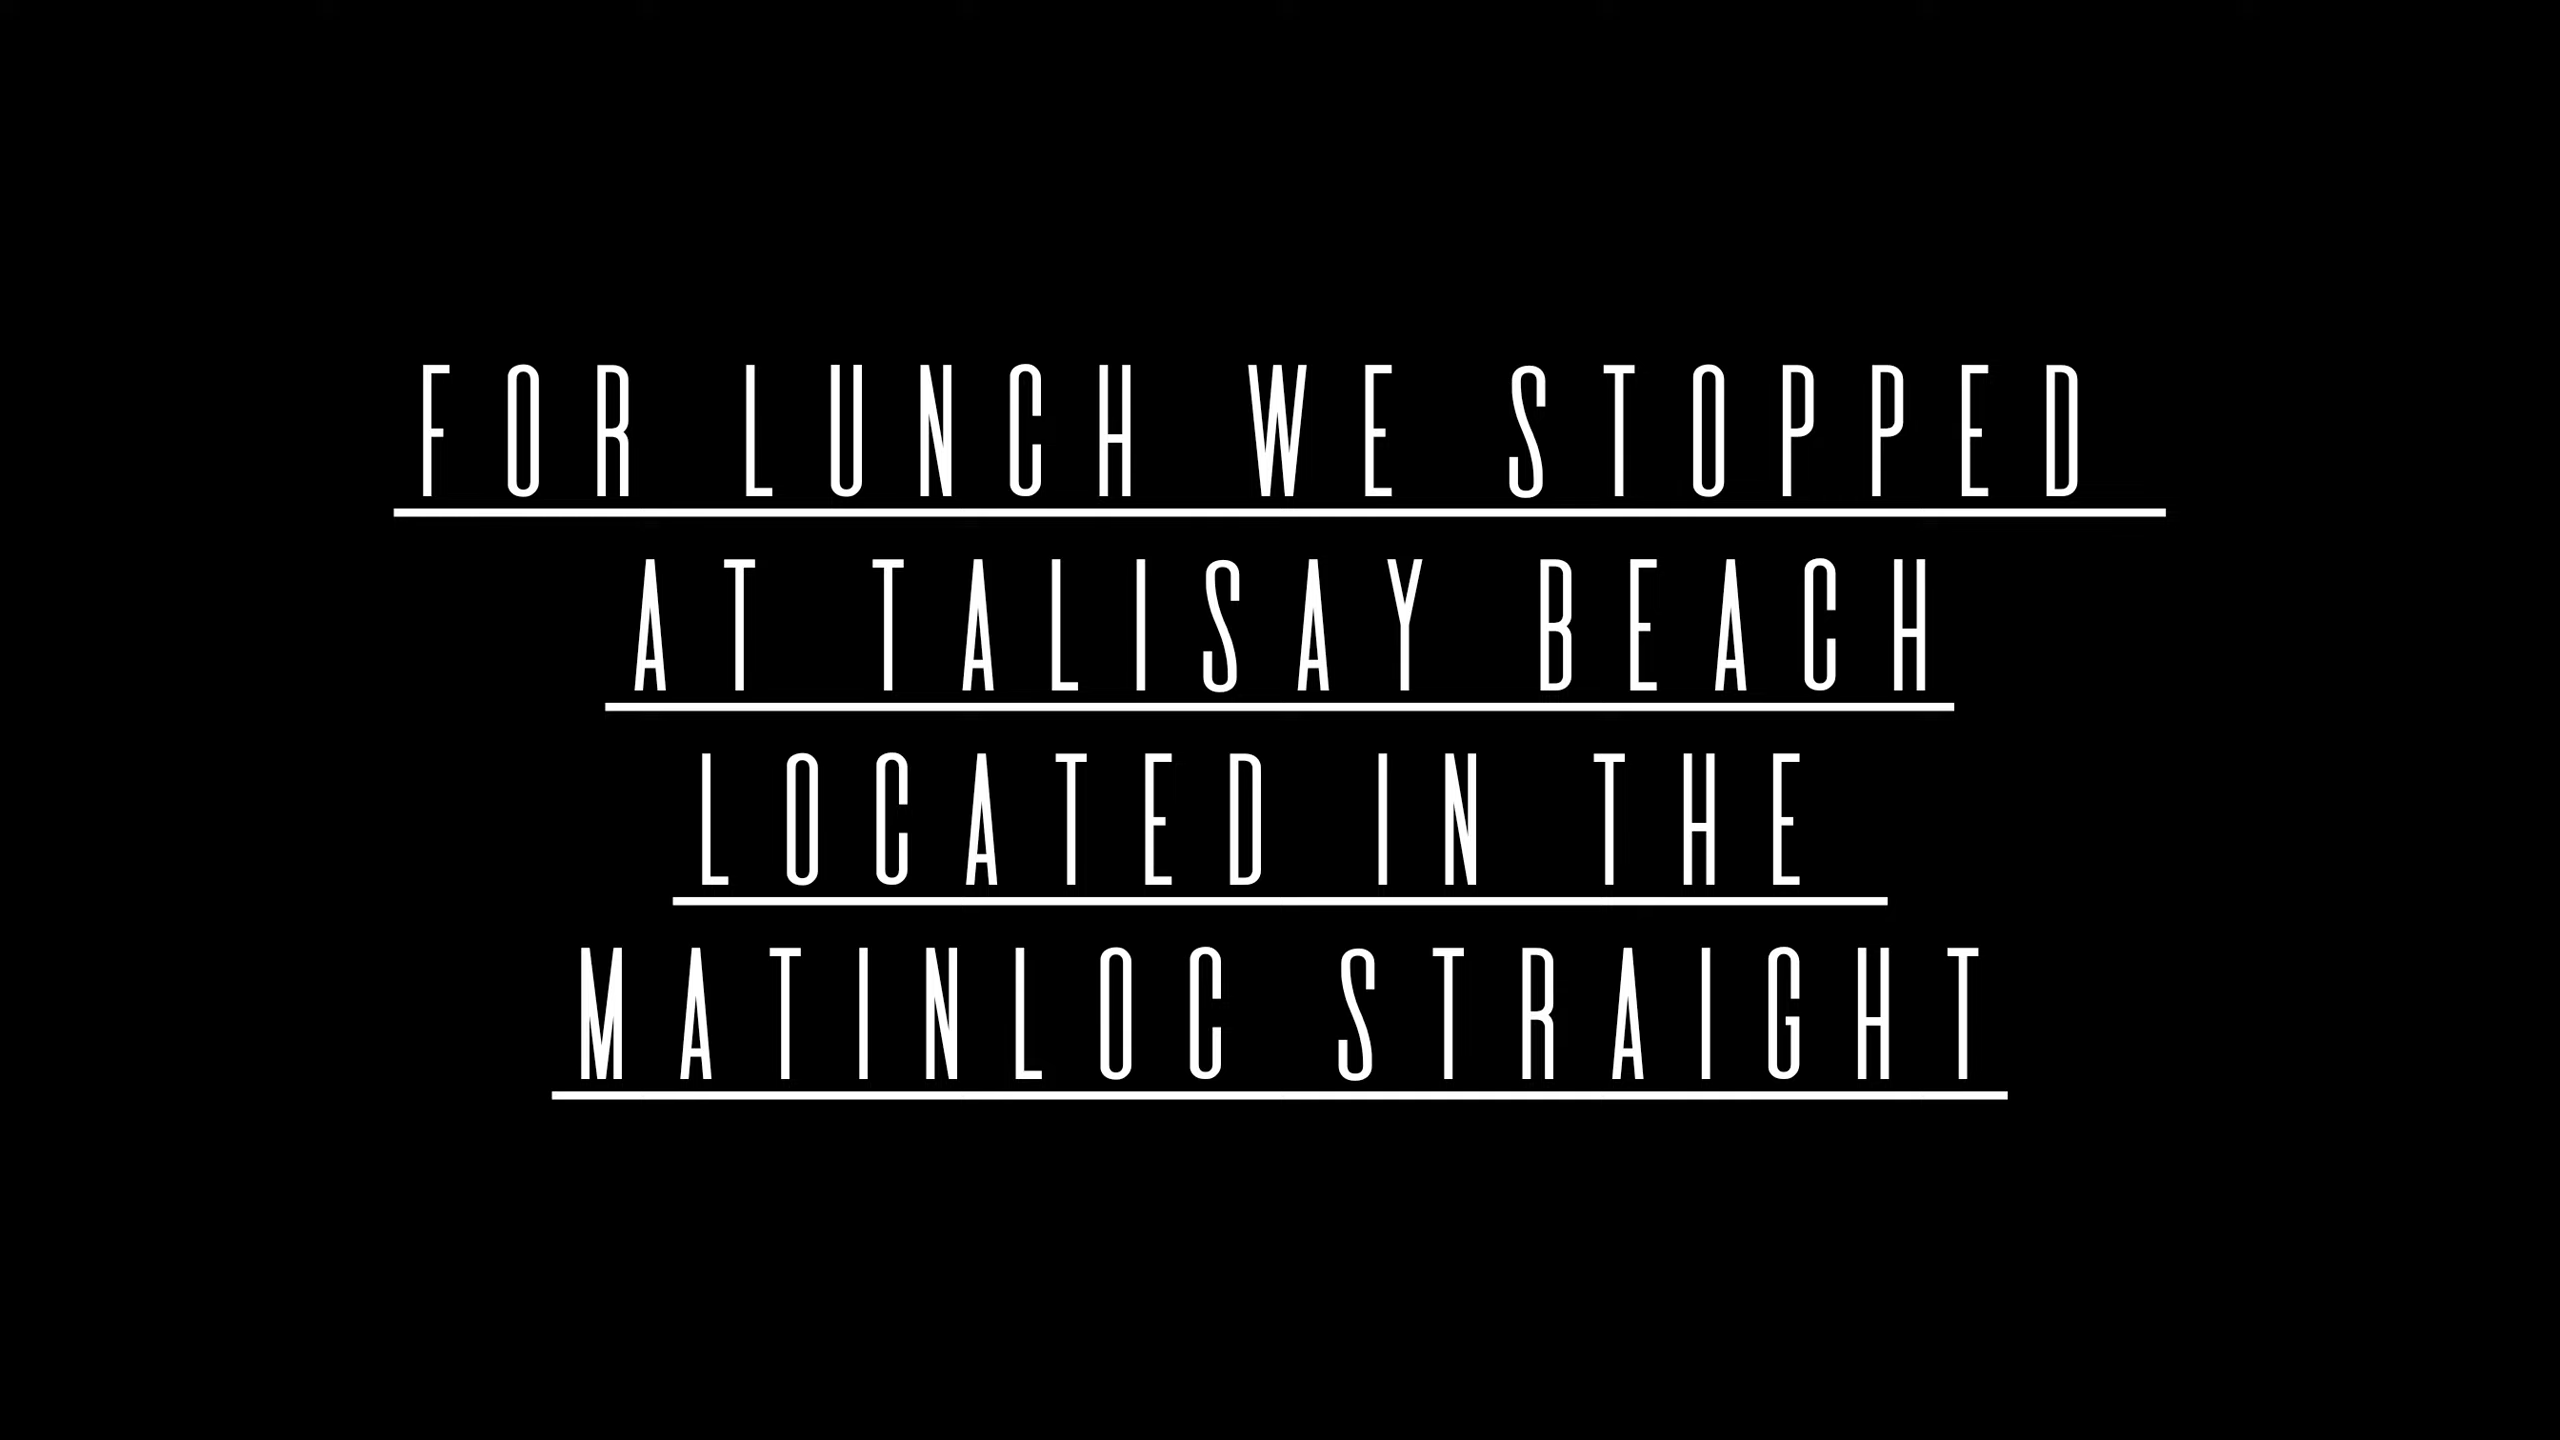 FOR LUNCH WE STOPPED
AT TALISAY BEACH
LOCATED IN THE
MATINLOC STRAIGHT